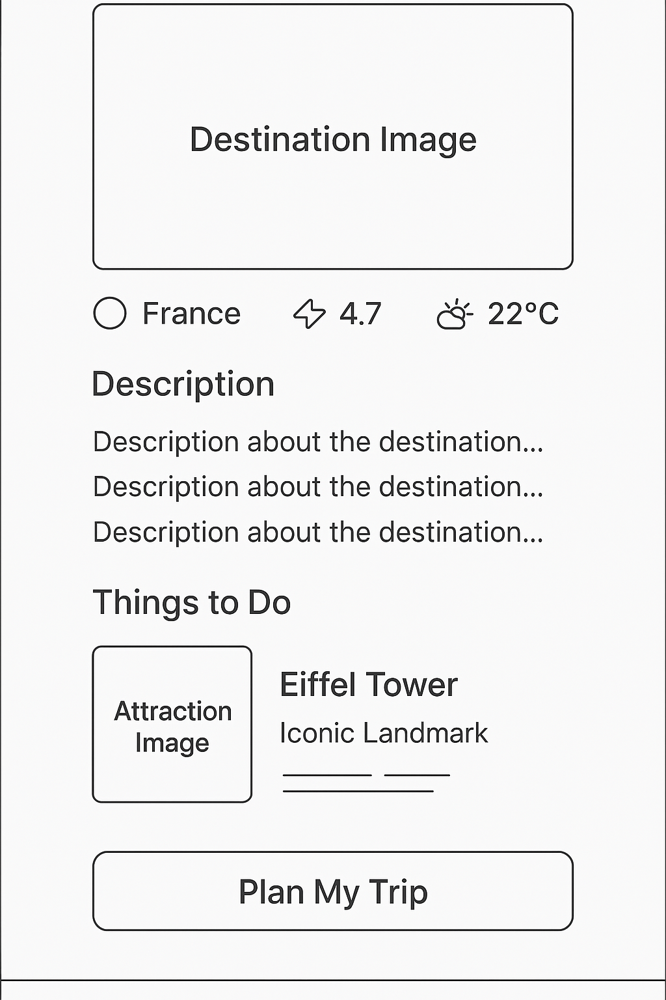 Destination Image
France 4.7 22°C
Description
Description about the destination...
Description about the destination...
Description about the destination...
Things to Do
Attraction
Image
Eiffel Tower
Iconic Landmark
Plan My Trip